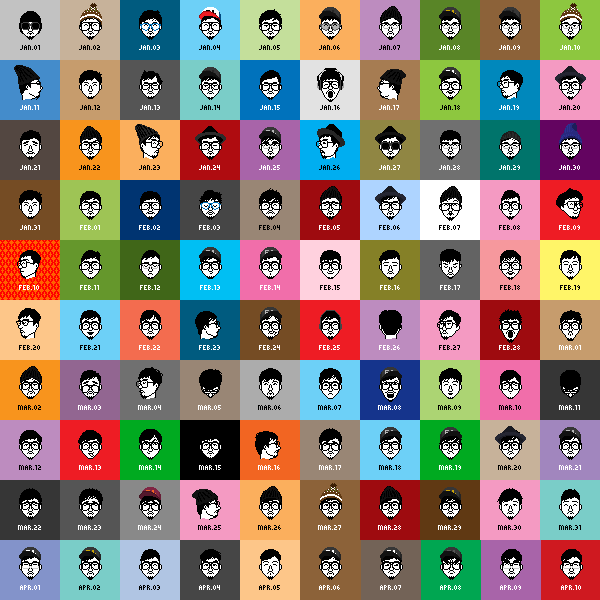 JAN.01 JAN.02 JAN.03 JAN.04 JAN.05 JAN.06 JAN.07 JAN.08 JAN.09 JAN.10
JAN.11 JAN.12 JAN.13 JAN.14 JAN.15 JAN.16 JAN.17 JAN.18 JAN.19 JAN.20
JAN.21 JAN.22 JAN.23 JAN.24 JAN.25 JAN.26 JAN.27 JAN.28 JAN.29 JAN.30
JAN.31 FEB.01 FEB.02 FEB.03 FEB.04 FEB.05 FEB.06 FEB.07 FEB.08 FEB.09
FEB.10 FEB.11 FEB.12 FEB.13 FEB.14 FEB.15 FEB.16 FEB.17 FEB.18 FEB.19
FEB.20 FEB.21 FEB.22 FEB.23 FEB.24 FEB.25 FEB.26 FEB.27 FEB.28 MAR.01
MAR.02 MAR.03 MAR.04 MAR.05 MAR.06 MAR.07 MAR.08 MAR.09 MAR.10 MAR.11
MAR.12 MAR.13 MAR.14 MAR.15 MAR.16 MAR.17 MAR.18 MAR.19 MAR.20 MAR.21
MAR.22 MAR.23 MAR.24 MAR.25 MAR.26 MAR.27 MAR.28 MAR.29 MAR.30 MAR.31
APR.01 APR.02 APR.03 APR.04 APR.05 APR.06 APR.07 APR.08 APR.09 APR.10